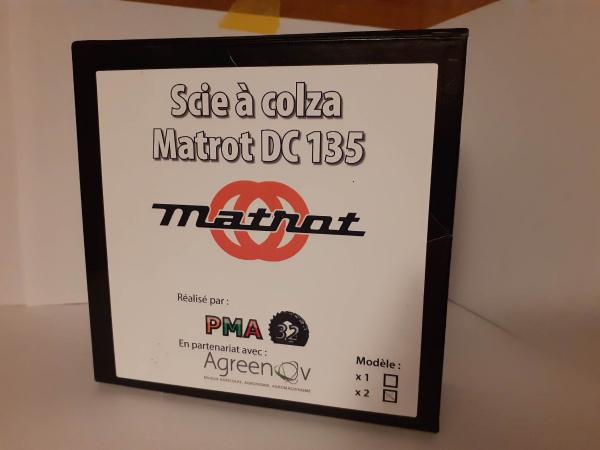 Scie à colza
Matrot DC 135
matrot
Réalisé par :
PMA 32
En partenariat avec :
Agreenov
Modèle :
x 1
x 2